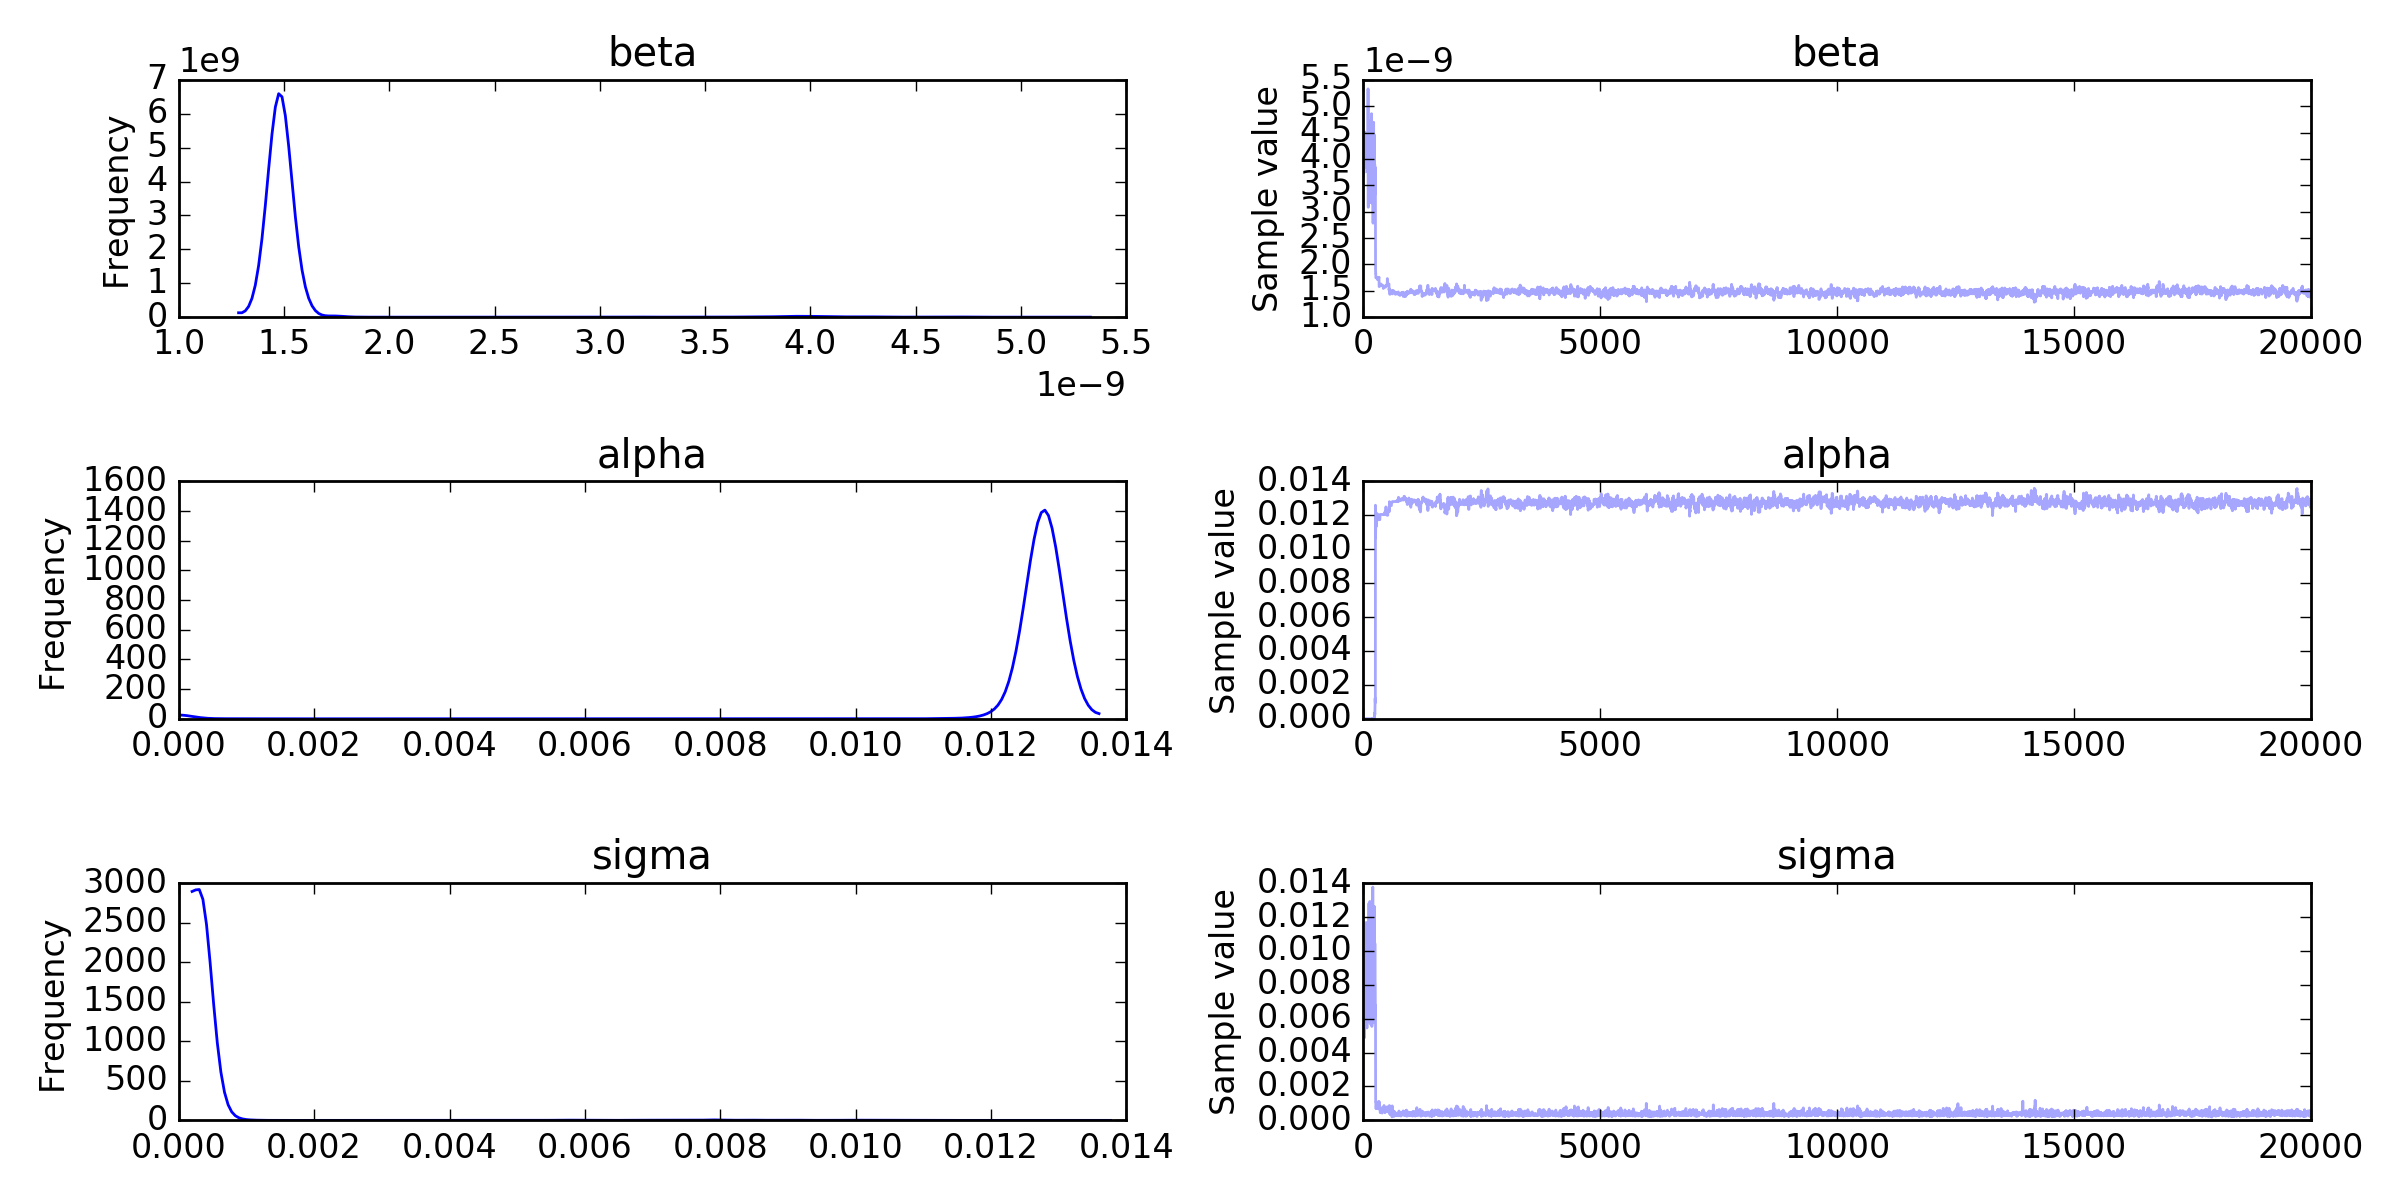 beta
1e9
Frequency
7
6
5
4
3
2
1
0
1.0 1.5 2.0 2.5 3.0 3.5 4.0 4.5 5.0 5.5
1e−9
beta
1e−9
Sample value
5.5
5.0
4.5
4.0
3.5
3.0
2.5
2.0
1.5
1.0
0 5000 10000 15000 20000
alpha
Frequency
1600
1400
1200
1000
800
600
400
200
0
0.000 0.002 0.004 0.006 0.008 0.010 0.012 0.014
alpha
Sample value
0.014
0.012
0.010
0.008
0.006
0.004
0.002
0.000
0 5000 10000 15000 20000
sigma
Frequency
3000
2500
2000
1500
1000
500
0
0.000 0.002 0.004 0.006 0.008 0.010 0.012 0.014
sigma
Sample value
0.014
0.012
0.010
0.008
0.006
0.004
0.002
0.000
0 5000 10000 15000 20000